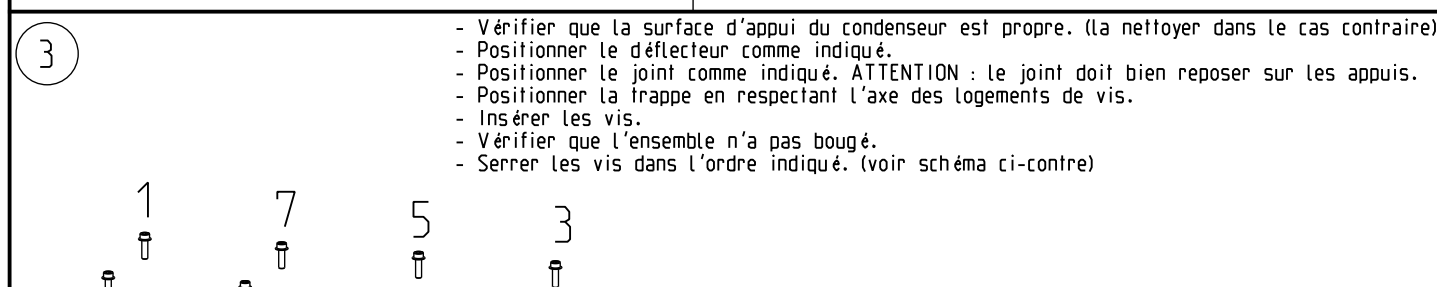 3
- Vérifier que la surface d'appui du condenseur est propre. (la nettoyer dans le cas contraire)
- Positionner le déflecteur comme indiqué.
- Positionner le joint comme indiqué. ATTENTION : le joint doit bien reposer sur les appuis.
- Positionner la trappe en respectant l'axe des logements de vis.
- Insérer les vis.
- Vérifier que l'ensemble n'a pas bougé.
- Serrer les vis dans l'ordre indiqué. (voir schéma ci-contre)
1 7 5 3